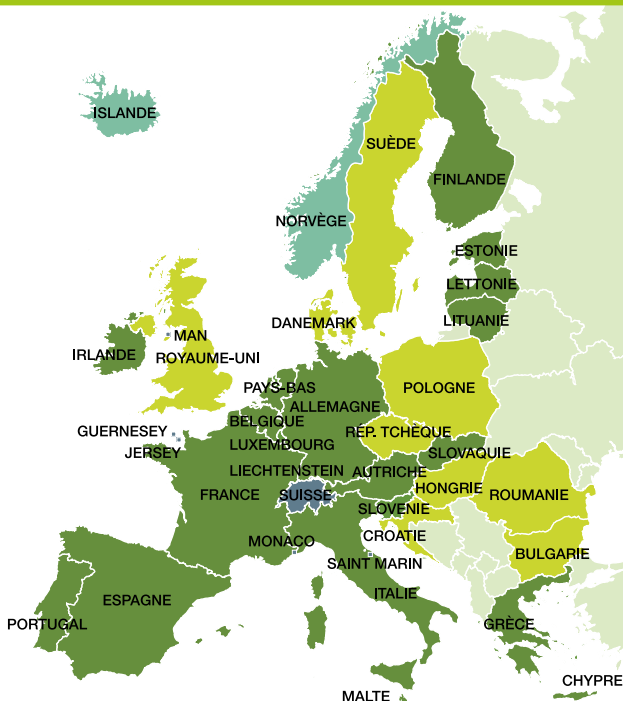 ISLANDE
SUÈDE
FINLANDE
NORVÈGE
ESTONIE
LETTONIE
LITUANIE
DANEMARK
MAN
IRLANDE
ROYAUME-UNI
PAYS-BAS
POLOGNE
ALLEMAGNE
BELGIQUE
GUERNESEY
RÉP. TCHÈQUE
LUXEMBOURG
JERSEY
SLOVAQUIE
LIECHTENSTEIN
AUTRICHE
HONGRIE
FRANCE
SUISSE
ROUMANIE
SLOVENIE
CROATIE
MONACO
BULGARIE
SAINT MARIN
ITALIE
ESPAGNE
PORTUGAL
GRÈCE
CHYPRE
MALTE